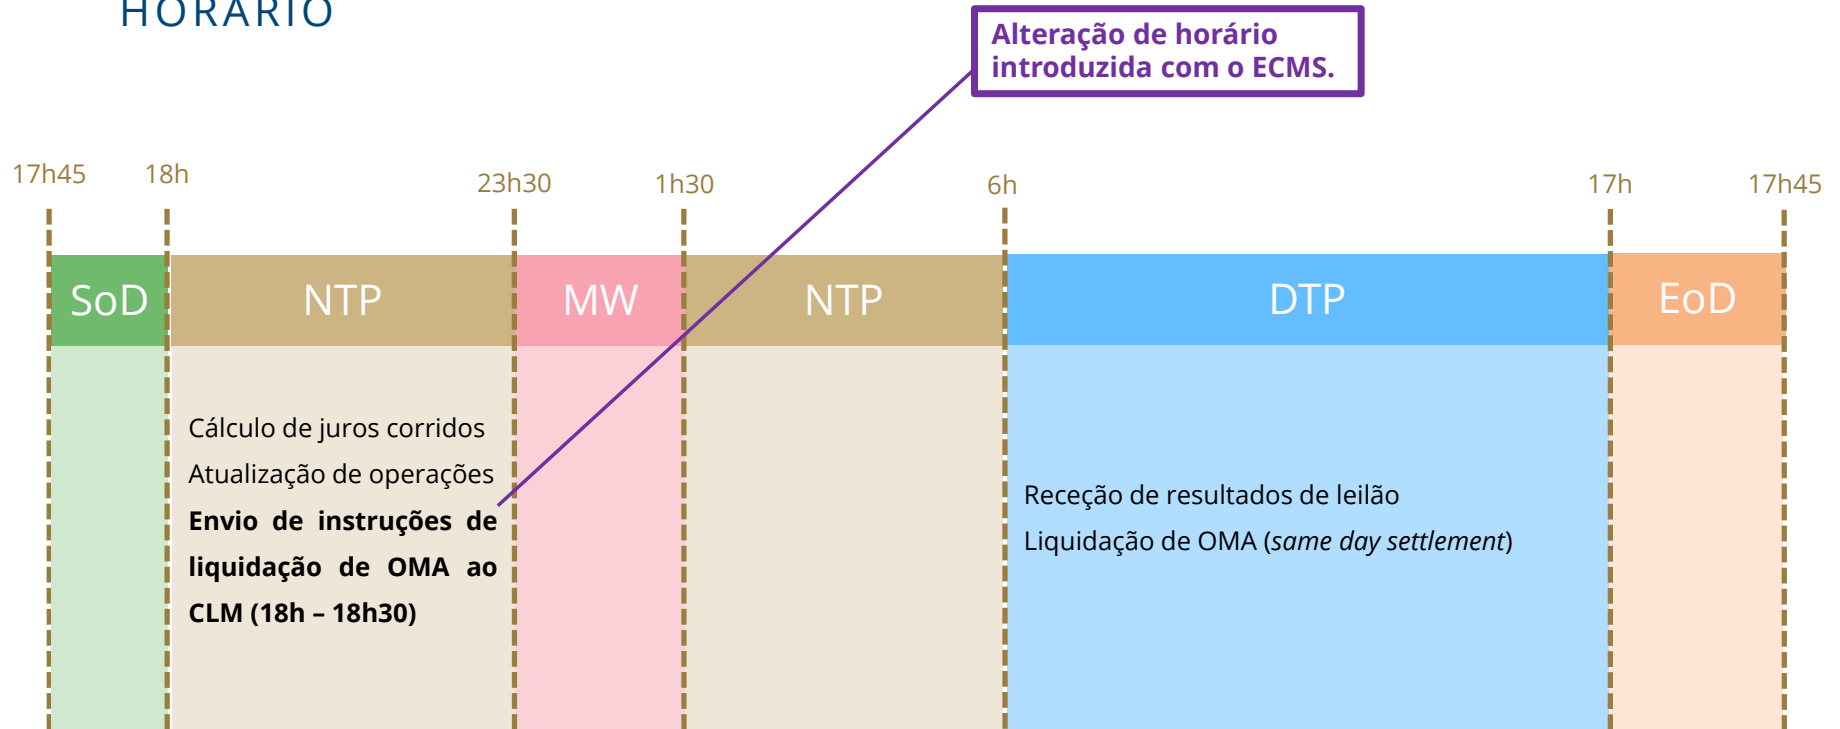 HORÁRIO
Alteração de horário
introduzida com o ECMS.
17h45
18h
23h30
1h30
6h
17h
17h45
SoD
NTP
MW
NTP
DTP
EoD
Cálculo de juros corridos
Atualização de operações
Envio de instruções de
liquidação de OMA ao
CLM (18h – 18h30)
Receção de resultados de leilão
Liquidação de OMA (same day settlement)